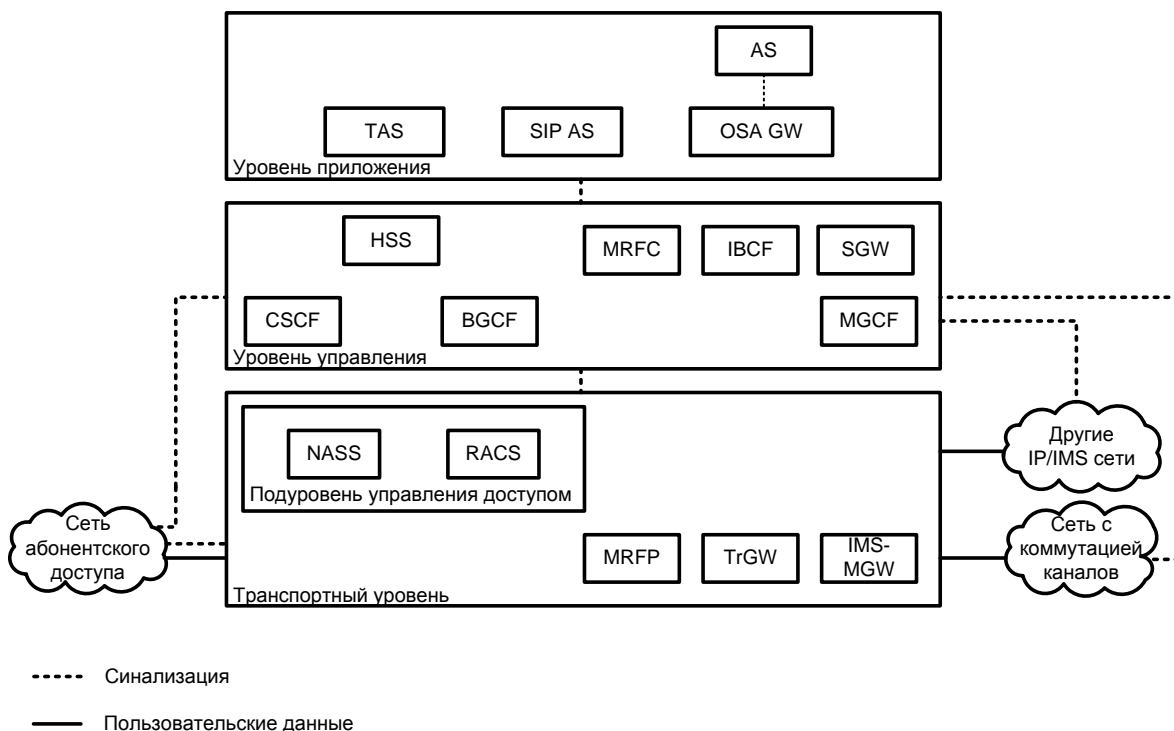 AS
TAS
SIP AS
OSA GW
Уровень приложения
HSS
MRFC
IBCF
SGW
CSCF
BGCF
MGCF
Уровень управления
NASS
RACS
Подуровень управления доступом
Другие
IP/IMS сети
Сеть
абонентского
доступа
MRFP
TrGW
IMS-
MGW
Сеть с
коммутацией
каналов
Транспортный уровень
Синализация
Пользовательские данные